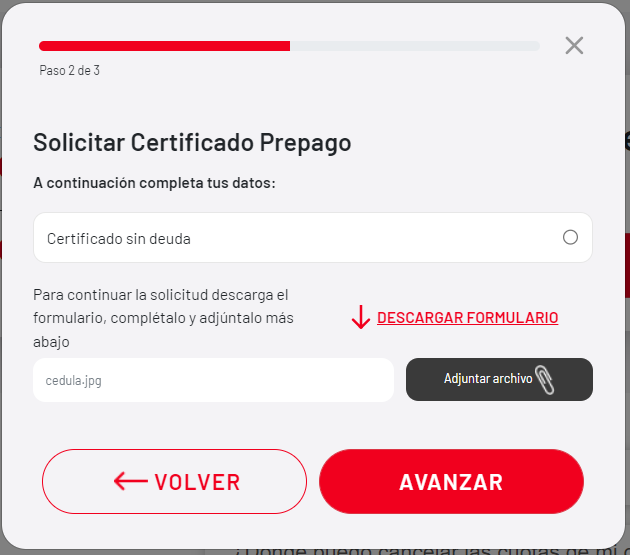 Paso 2 de 3
Solicitar Certificado Prepago
A continuación completa tus datos:
Certificado sin deuda
Para continuar la solicitud descarga el
formulario, complétalo y adjúntalo más
abajo
DESCARGAR FORMULARIO
cedula.jpg
Adjuntar archivo
VOLVER
AVANZAR
¿Dónde puedo cancelar las cuotas de mi